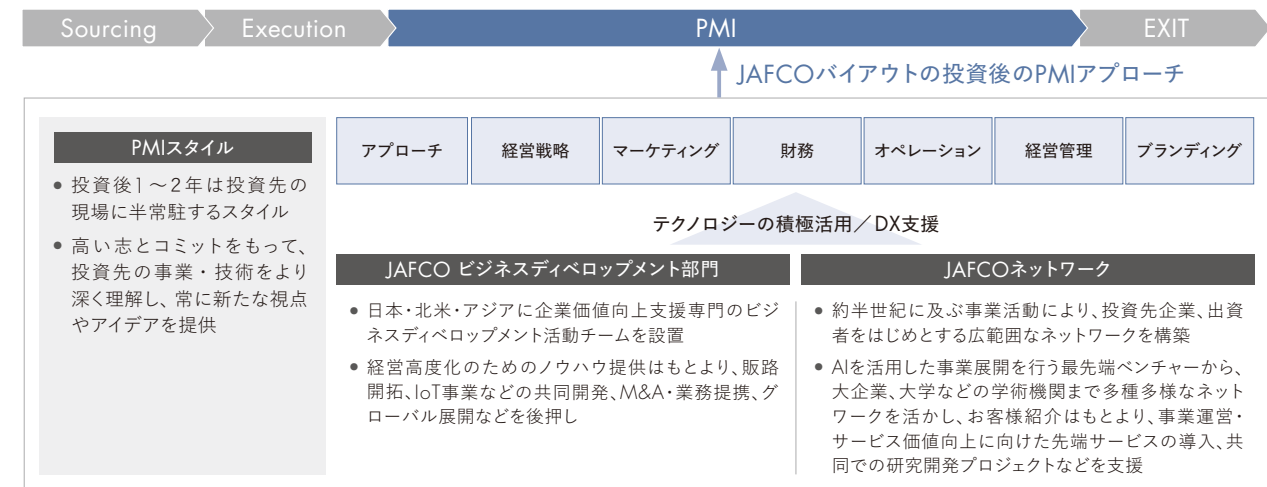 Sourcing
Execution
PMI
EXIT
JAFCOバイアウトの投資後のPMIアプローチ
PMIスタイル
• 投資後1～2年は投資先の
現場に半常駐するスタイル
• 高い志とコミットをもって、
投資先の事業・技術をより
深く理解し、常に新たな視点
やアイデアを提供
アプローチ
経営戦略
マーケティング
財務
オペレーション
経営管理
ブランディング
テクノロジーの積極活用／DX支援
JAFCO ビジネスディベロップメント部門
• 日本・北米・アジアに企業価値向上支援専門のビジ
ネスディベロップメント活動チームを設置
• 経営高度化のためのノウハウ提供はもとより、販路
開拓、IoT事業などの共同開発、M&A・業務提携、グ
ローバル展開などを後押し
JAFCOネットワーク
• 約半世紀に及ぶ事業活動により、投資先企業、出資
者をはじめとする広範囲なネットワークを構築
• AIを活用した事業展開を行う最先端ベンチャーから、
大企業、大学などの学術機関まで多種多様なネット
ワークを活かし、お客様紹介はもとより、事業運営・
サービス価値向上に向けた先端サービスの導入、共
同での研究開発プロジェクトなどを支援